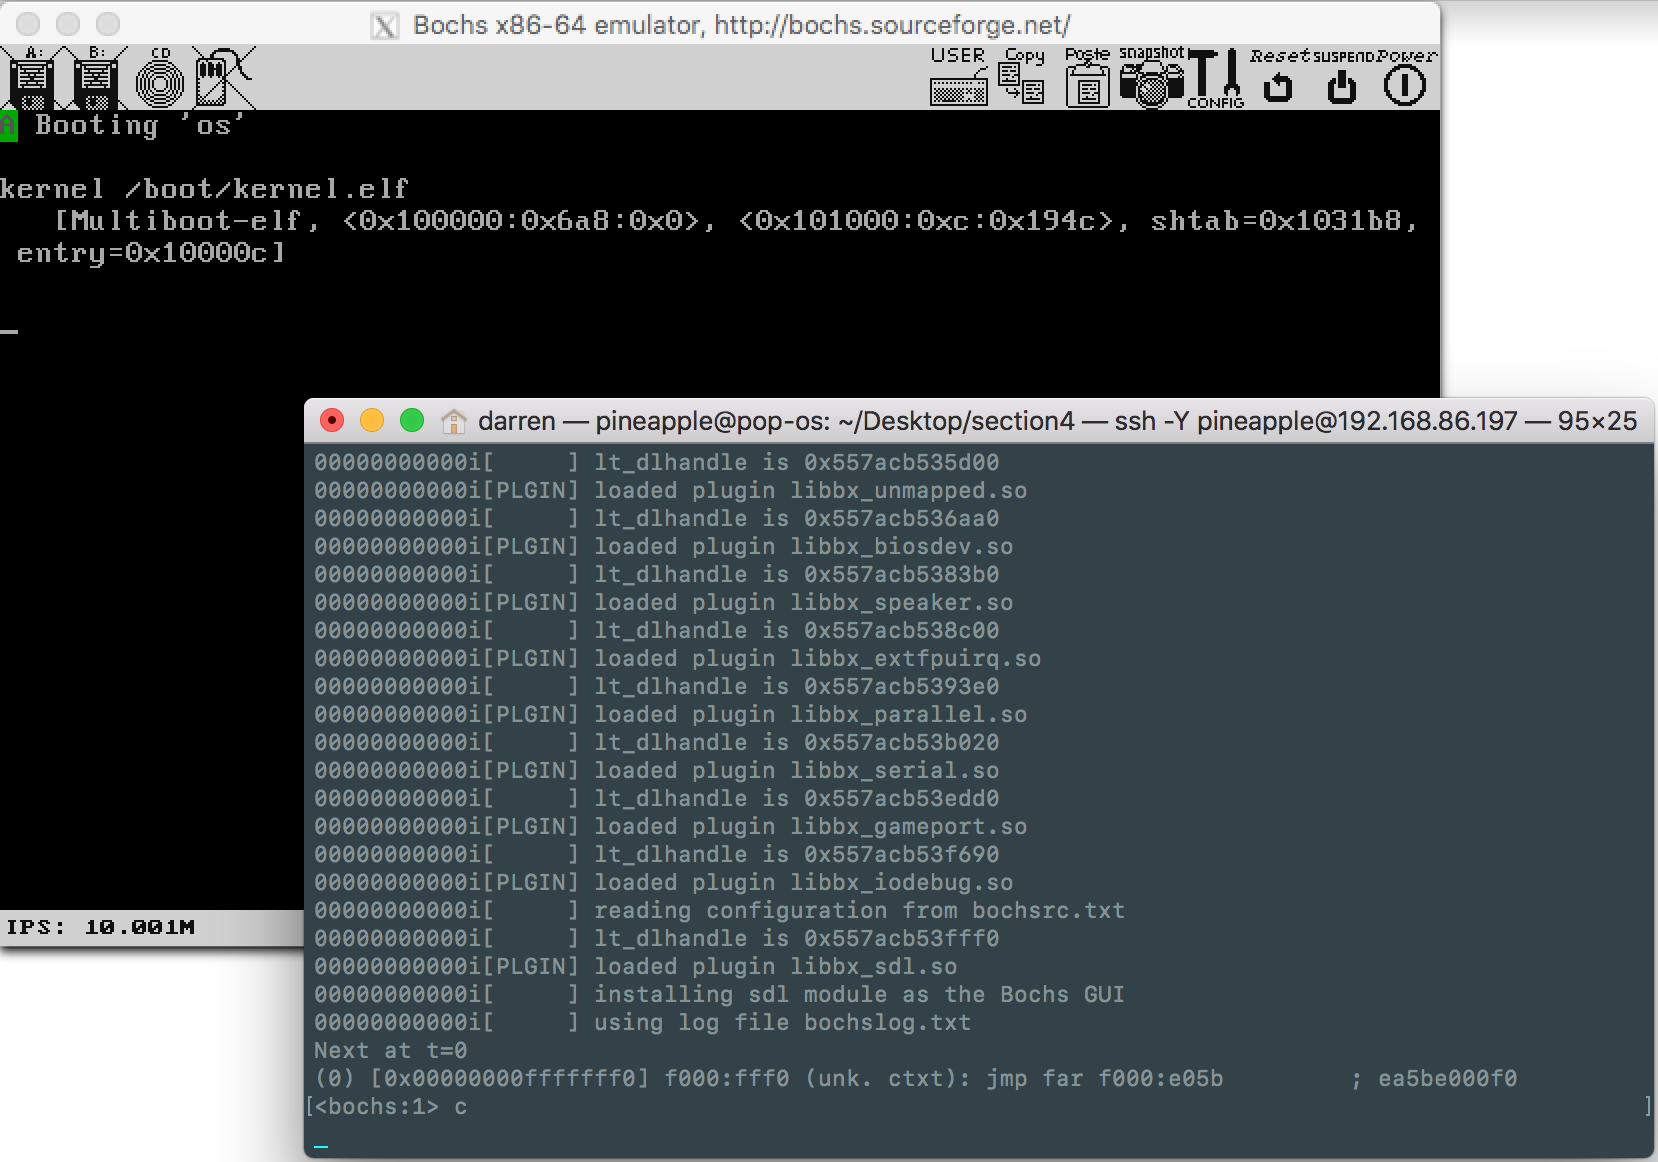 Bochs x86-64 emulator, http://bochs.sourceforge.net/
A: B: CD USER Copy Paste snapshot CONFIG Reset SUSPEND Power
A Booting 'os'
kernel /boot/kernel.elf
[Multiboot-elf, <0x100000:0x6a8:0x0>, <0x101000:0xc:0x194c>, shtab=0x1031b8,
entry=0x10000c]
_
IPS: 10.001M
darren — pineapple@pop-os: ~/Desktop/section4 — ssh -Y pineapple@192.168.86.197 — 95×25
00000000000i[      ] lt_dlhandle is 0x557acb535d00
00000000000i[PLGIN] loaded plugin libbx_unmapped.so
00000000000i[      ] lt_dlhandle is 0x557acb536aa0
00000000000i[PLGIN] loaded plugin libbx_biosdev.so
00000000000i[      ] lt_dlhandle is 0x557acb5383b0
00000000000i[PLGIN] loaded plugin libbx_speaker.so
00000000000i[      ] lt_dlhandle is 0x557acb538c00
00000000000i[PLGIN] loaded plugin libbx_extfpuirq.so
00000000000i[      ] lt_dlhandle is 0x557acb5393e0
00000000000i[PLGIN] loaded plugin libbx_parallel.so
00000000000i[      ] lt_dlhandle is 0x557acb53b020
00000000000i[PLGIN] loaded plugin libbx_serial.so
00000000000i[      ] lt_dlhandle is 0x557acb53edd0
00000000000i[PLGIN] loaded plugin libbx_gameport.so
00000000000i[      ] lt_dlhandle is 0x557acb53f690
00000000000i[PLGIN] loaded plugin libbx_iodebug.so
00000000000i[      ] reading configuration from bochsrc.txt
00000000000i[      ] lt_dlhandle is 0x557acb53fff0
00000000000i[PLGIN] loaded plugin libbx_sdl.so
00000000000i[      ] installing sdl module as the Bochs GUI
00000000000i[      ] using log file bochslog.txt
Next at t=0
(0) [0x00000000fffffff0] f000:fff0 (unk. ctxt): jmp far f000:e05b         ; ea5be000f0
[<bochs:1> c ]
_